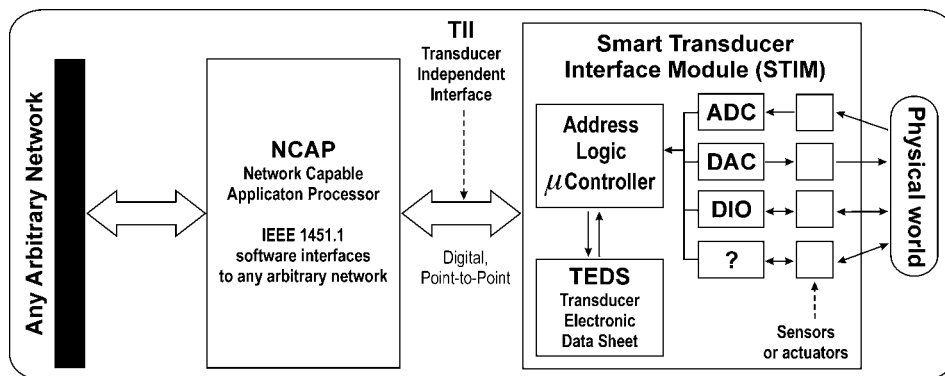 Any Arbitrary Network
NCAP
Network Capable
Applicaton Processor
IEEE 1451.1
software interfaces
to any arbitrary network
TII
Transducer
Independent
Interface
Digital,
Point-to-Point
Smart Transducer
Interface Module (STIM)
Address
Logic
μController
TEDS
Transducer
Electronic
Data Sheet
ADC
DAC
DIO
?
Sensors
or actuators
Physical world